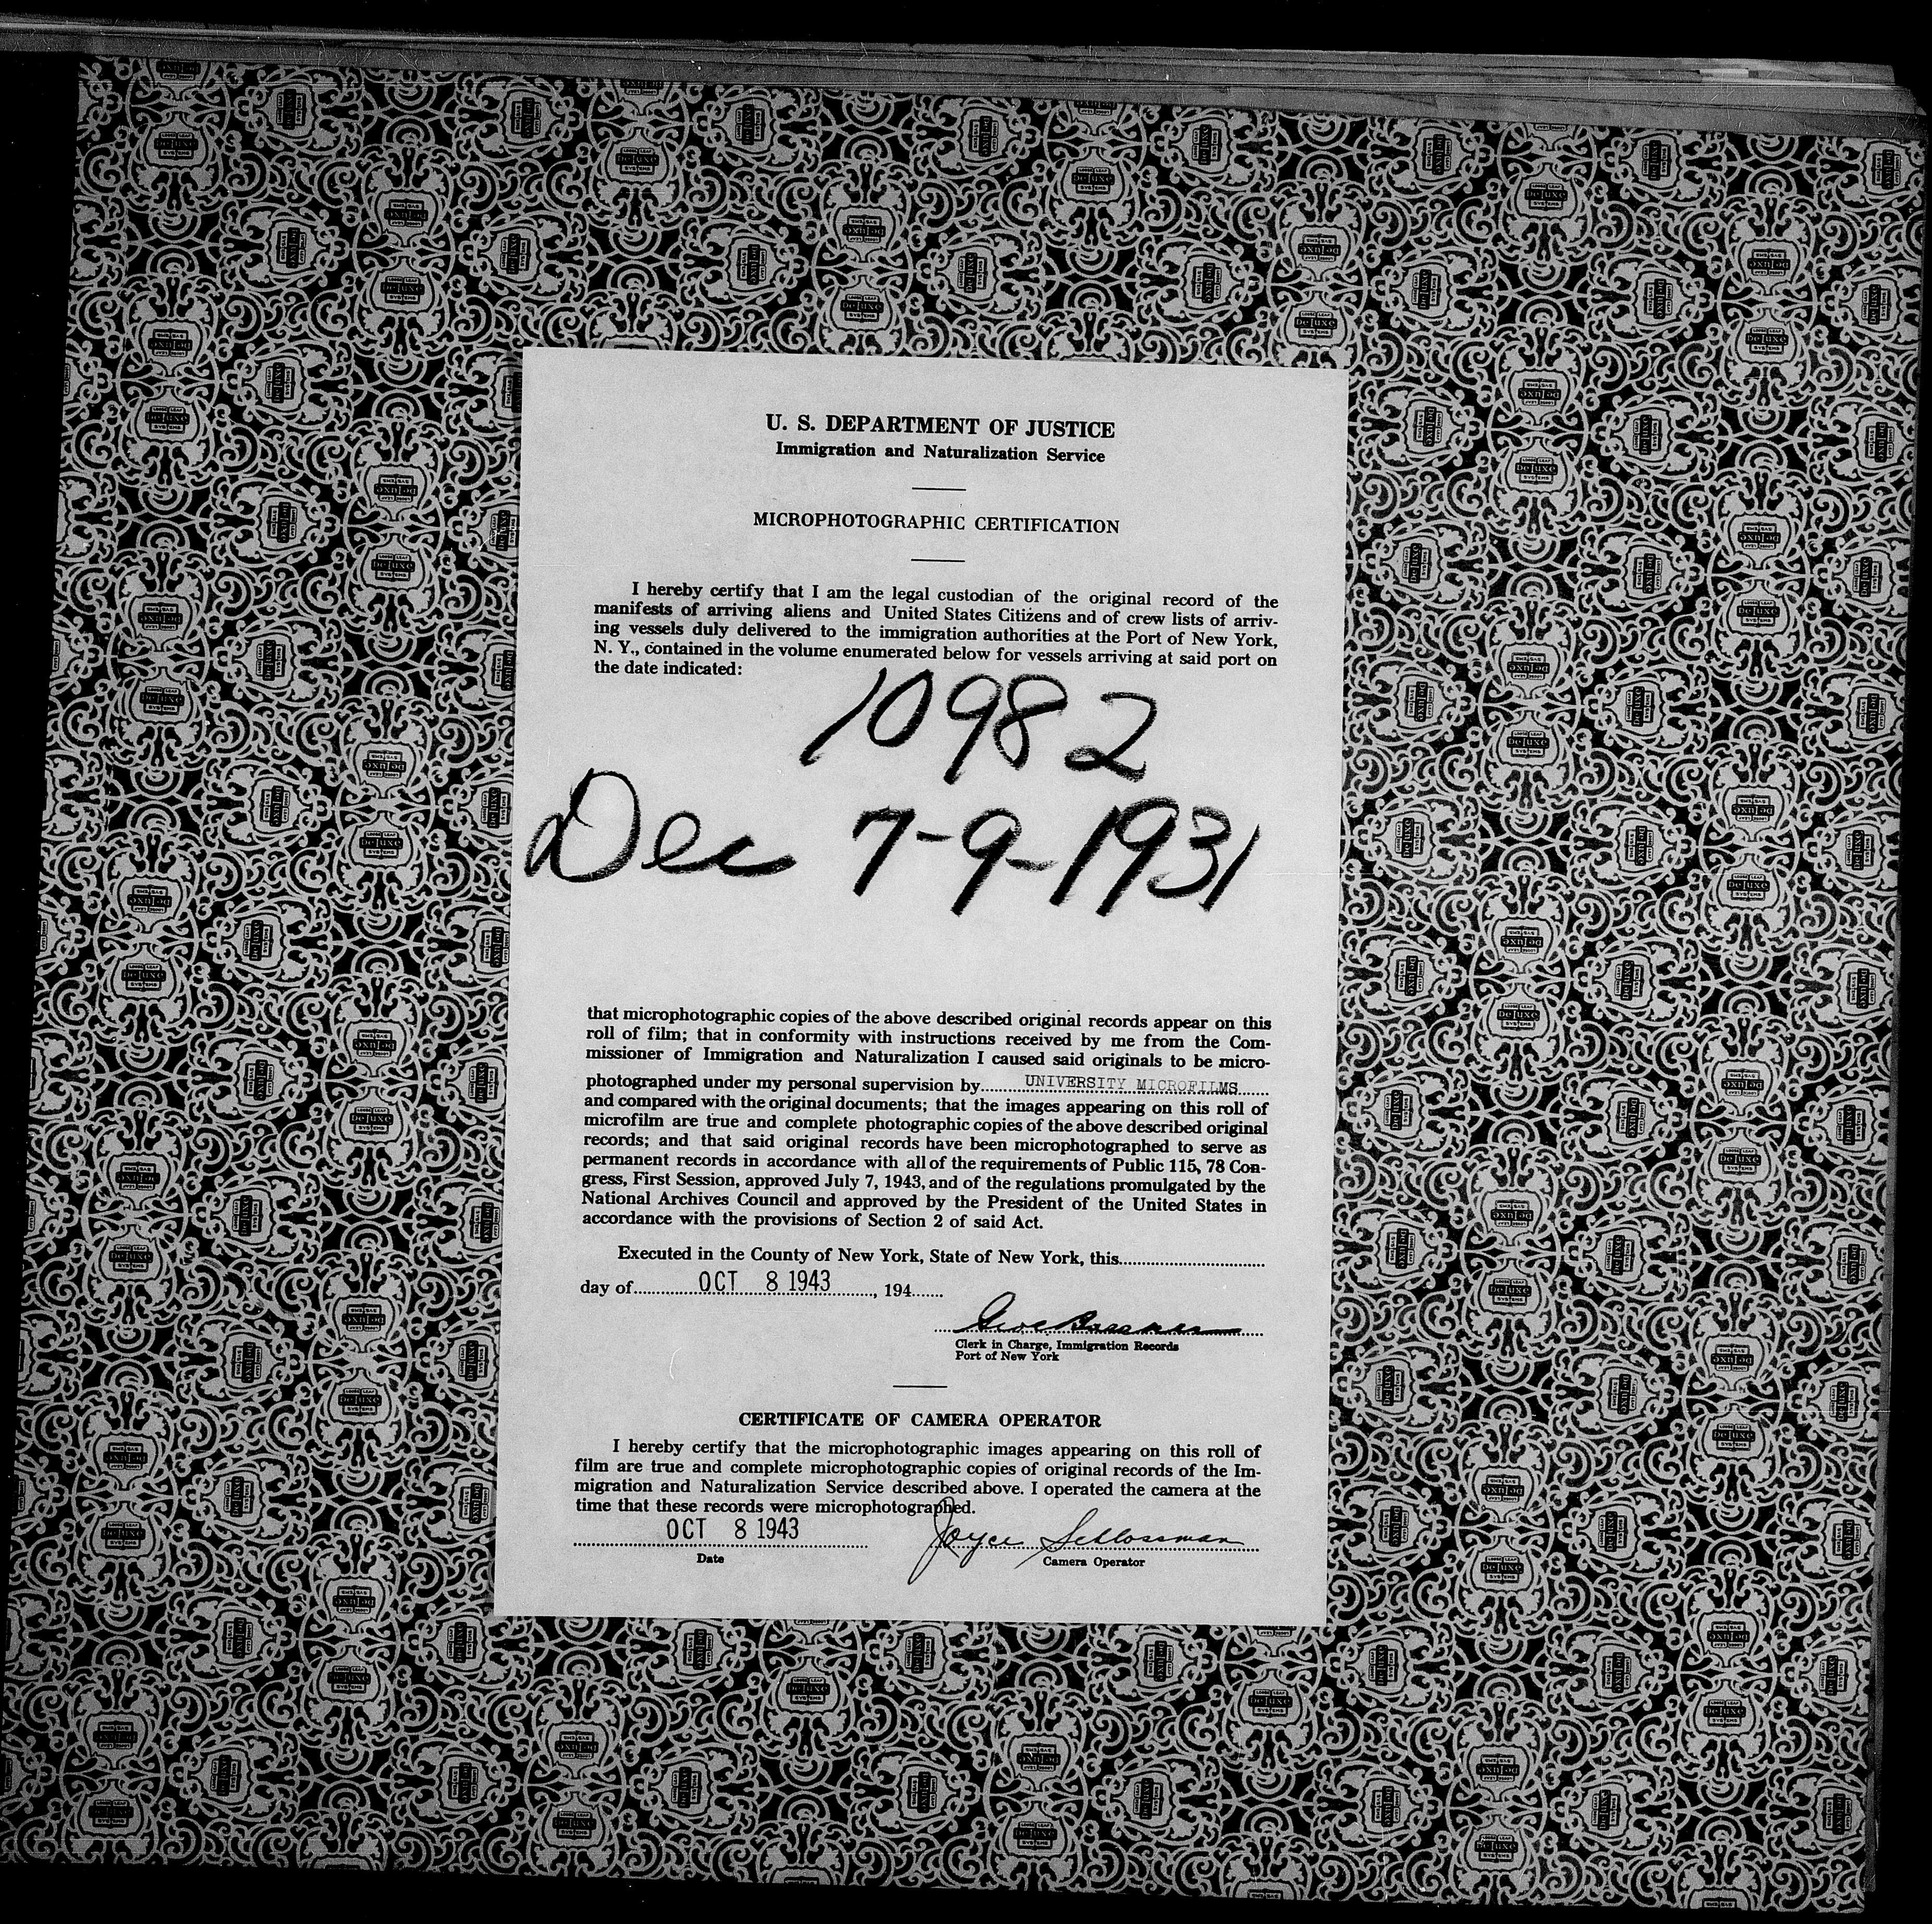 U. S. DEPARTMENT OF JUSTICE
Immigration and Naturalization Service
MICROPHOTOGRAPHIC CERTIFICATION
I hereby certify that I am the legal custodian of the original record of the
manifests of arriving aliens and United States Citizens and of crew lists of arriv-
ing vessels duly delivered to the immigration authorities at the Port of New York,
N. Y., contained in the volume enumerated below for vessels arriving at said port on
the date indicated:
10982
Dec 7-9-1931
that microphotographic copies of the above described original records appear on this
roll of film; that in conformity with instructions received by me from the Com-
missioner of Immigration and Naturalization I caused said originals to be micro-
photographed under my personal supervision by UNIVERSITY MICROFILMS
and compared with the original documents; that the images appearing on this roll of
microfilm are true and complete photographic copies of the above described original
records; and that said original records have been microphotographed to serve as
permanent records in accordance with all of the requirements of Public 115, 78 Con-
gress, First Session, approved July 7, 1943, and of the regulations promulgated by the
National Archives Council and approved by the President of the United States in
accordance with the provisions of Section 2 of said Act.
Executed in the County of New York, State of New York, this
day of OCT 8 1943, 194
Clerk in Charge, Immigration Records
Port of New York
CERTIFICATE OF CAMERA OPERATOR
I hereby certify that the microphotographic images appearing on this roll of
film are true and complete microphotographic copies of original records of the Im-
migration and Naturalization Service described above. I operated the camera at the
time that these records were microphotographed.
OCT 8 1943 Joyce Schlossman
Date Camera Operator
LOOSE LEAF
De luxe
SYSTEMS